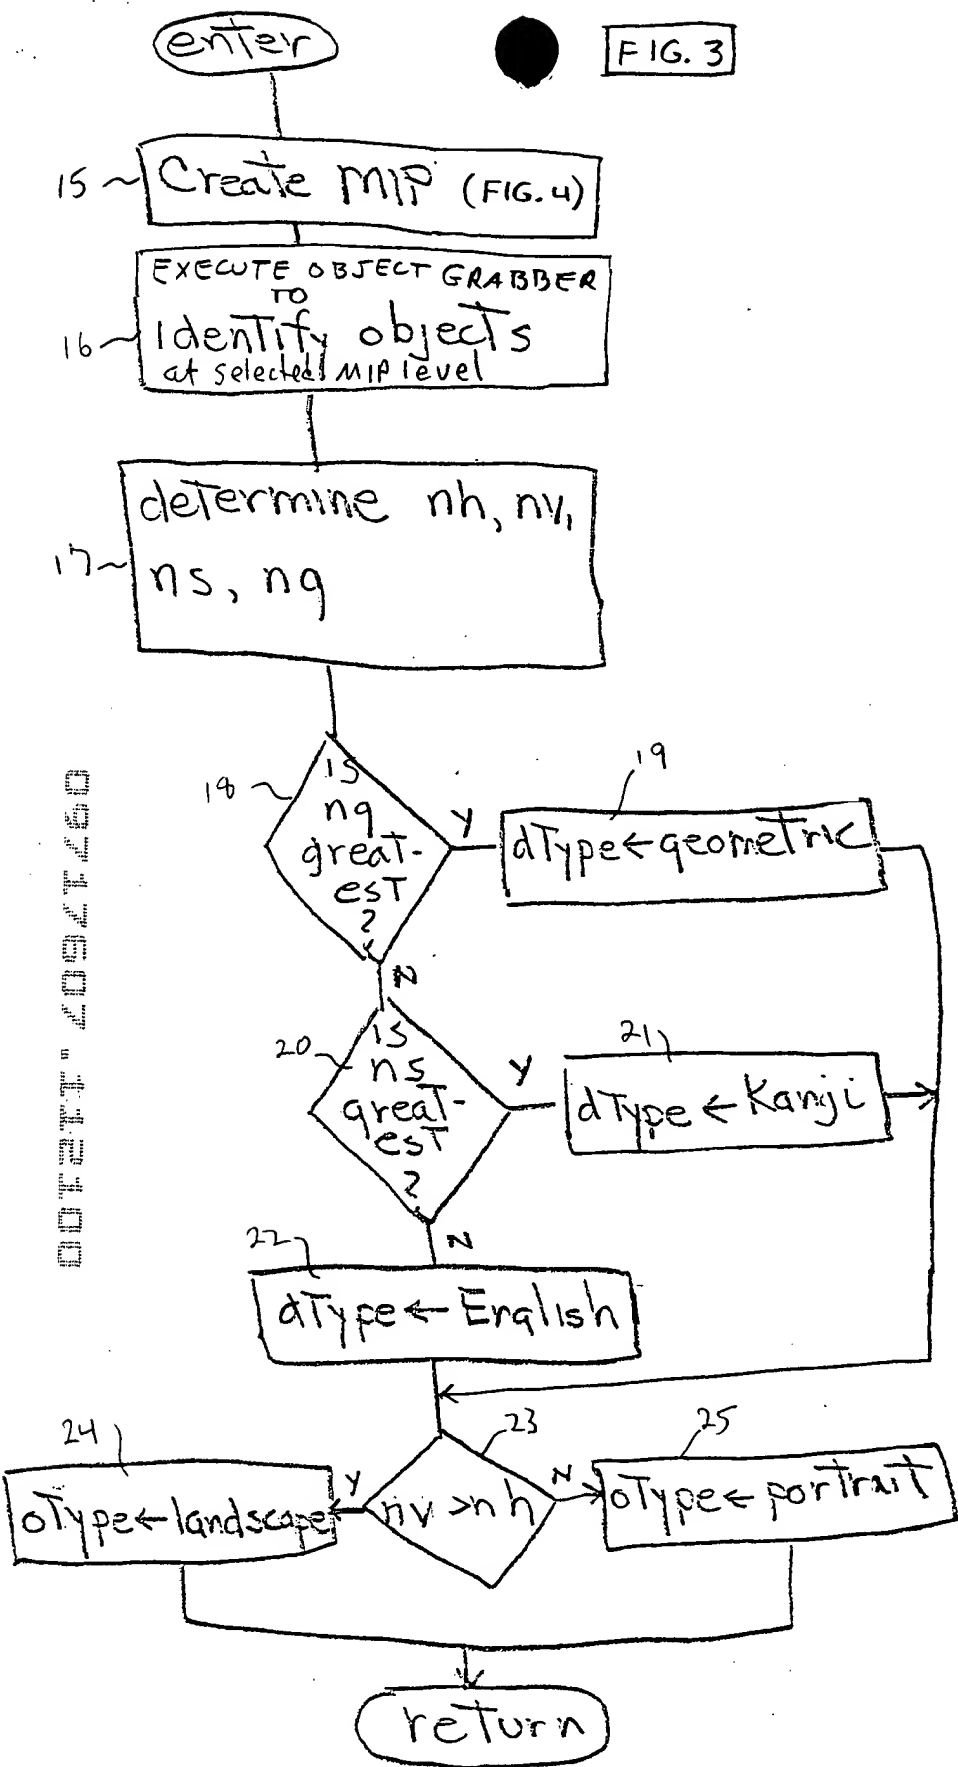 enter
FIG. 3
15
Create MIP (FIG. 4)
EXECUTE OBJECT GRABBER
TO
16
Identify objects
at selected MIP level
determine nh, nv,
17
ns, ng
18
is
ng
great-
est
?
Y
19
dType ← geometric
N
20
is
ns
great-
est
?
Y
21
dType ← Kanji
N
22
dType ← English
23
nv > nh
Y
24
oType ← landscape
N
25
oType ← portrait
return
09717607.112100